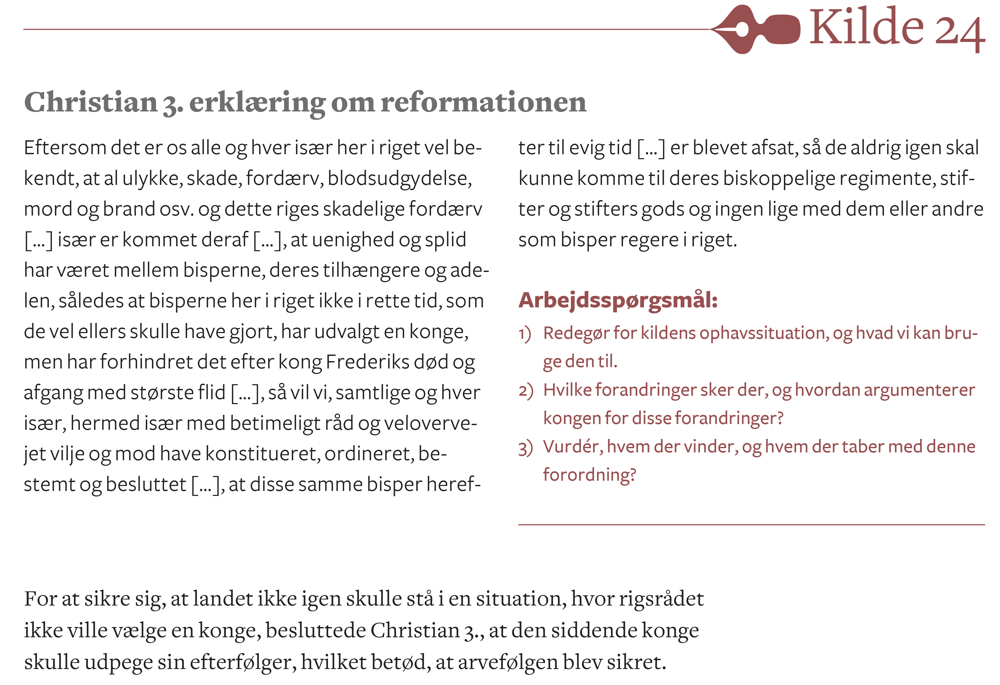 Kilde 24
Christian 3. erklæring om reformationen
Eftersom det er os alle og hver især her i riget vel be-
kendt, at al ulykke, skade, fordærv, blodsudgydelse,
mord og brand osv. og dette riges skadelige fordærv
[...] især er kommet deraf [...], at uenighed og splid
har været mellem bisperne, deres tilhængere og ade-
len, således at bisperne her i riget ikke i rette tid, som
de vel ellers skulle have gjort, har udvalgt en konge,
men har forhindret det efter kong Frederiks død og
afgang med største flid [...], så vil vi, samtlige og hver
især, hermed især med betimeligt råd og veloverve-
jet vilje og mod have konstitueret, ordineret, be-
stemt og besluttet [...], at disse samme bisper heref-
ter til evig tid [...] er blevet afsat, så de aldrig igen skal
kunne komme til deres biskoppelige regimente, stif-
ter og stifters gods og ingen lige med dem eller andre
som bisper regere i riget.
Arbejdsspørgsmål:
1) Redegør for kildens ophavssituation, og hvad vi kan bru-
ge den til.
2) Hvilke forandringer sker der, og hvordan argumenterer
kongen for disse forandringer?
3) Vurdér, hvem der vinder, og hvem der taber med denne
forordning?
For at sikre sig, at landet ikke igen skulle stå i en situation, hvor rigsrådet
ikke ville vælge en konge, besluttede Christian 3., at den siddende konge
skulle udpege sin efterfølger, hvilket betød, at arvefølgen blev sikret.